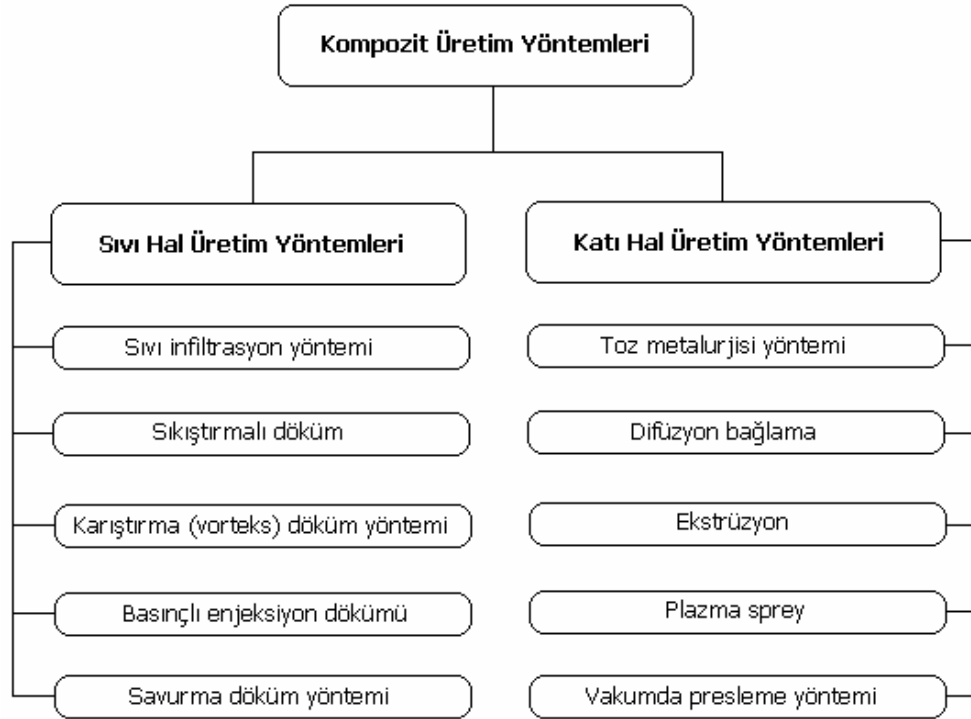 Kompozit Üretim Yöntemleri
Sıvı Hal Üretim Yöntemleri
Sıvı infiltrasyon yöntemi
Sıkıştırmalı döküm
Karıştırma (vorteks) döküm yöntemi
Basınçlı enjeksiyon dökümü
Savurma döküm yöntemi
Katı Hal Üretim Yöntemleri
Toz metalurjisi yöntemi
Difüzyon bağlama
Ekstrüzyon
Plazma sprey
Vakumda presleme yöntemi